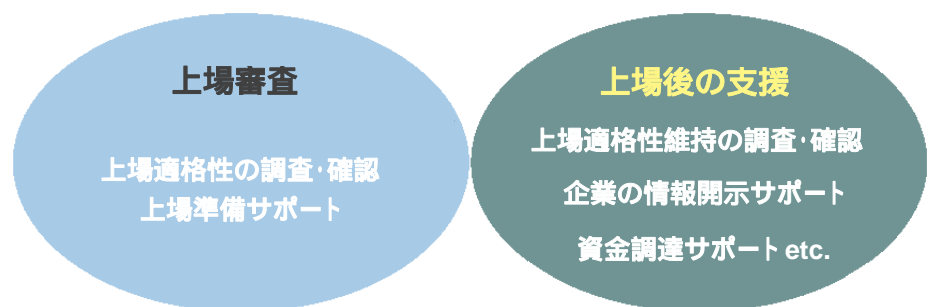 上場審査
上場適格性の調査･確認
上場準備サポート
上場後の支援
上場適格性維持の調査･確認
企業の情報開示サポート
資金調達サポート etc.